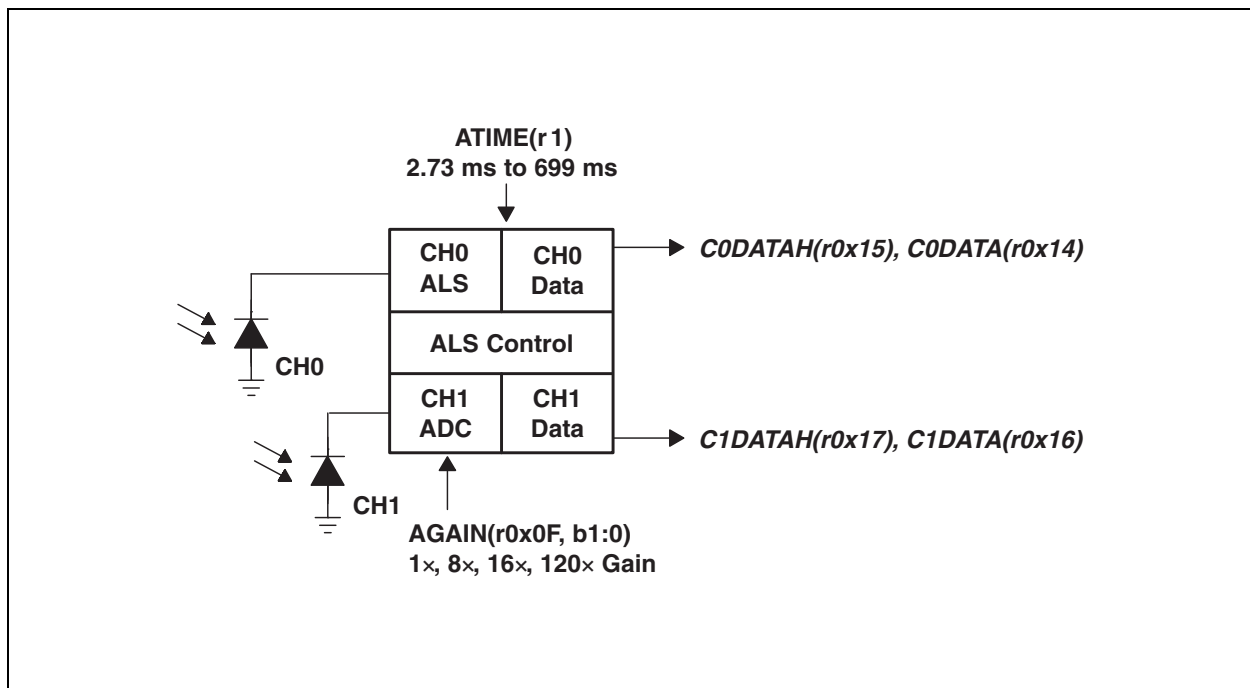 ATIME(r 1)
2.73 ms to 699 ms
CH0
ALS
CH0
Data
C0DATAH(r0x15), C0DATA(r0x14)
ALS Control
CH0
CH1
ADC
CH1
Data
C1DATAH(r0x17), C1DATA(r0x16)
CH1
AGAIN(r0x0F, b1:0)
1×, 8×, 16×, 120× Gain